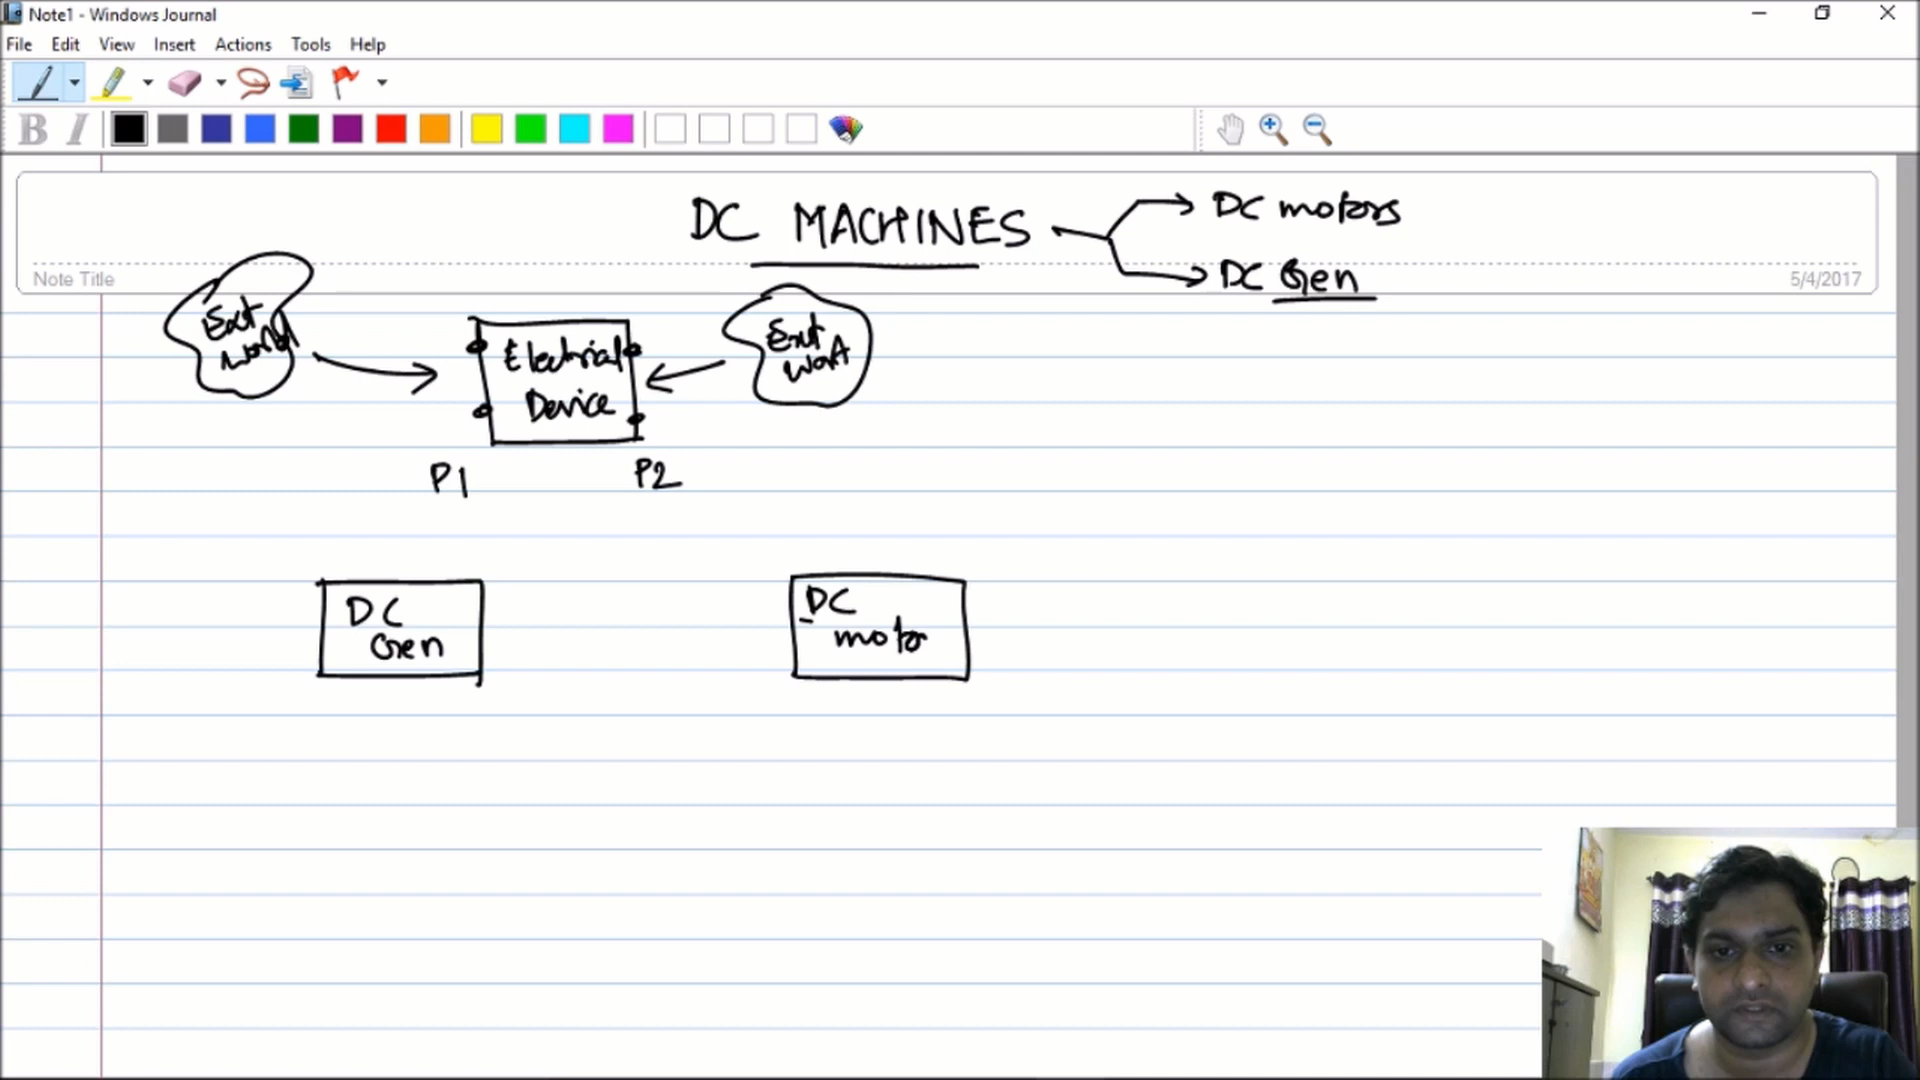 Note1 - Windows Journal
File Edit View Insert Actions Tools Help
B I
DC MACHINES
DC motors
DC Gen
Note Title
5/4/2017
Ext
World
Electrical
Device
Ext
World
P1
P2
DC
Gen
DC
motor